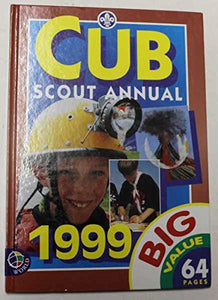 CUB
SCOUT ANNUAL
1999
BIG
VALUE
64
PAGES